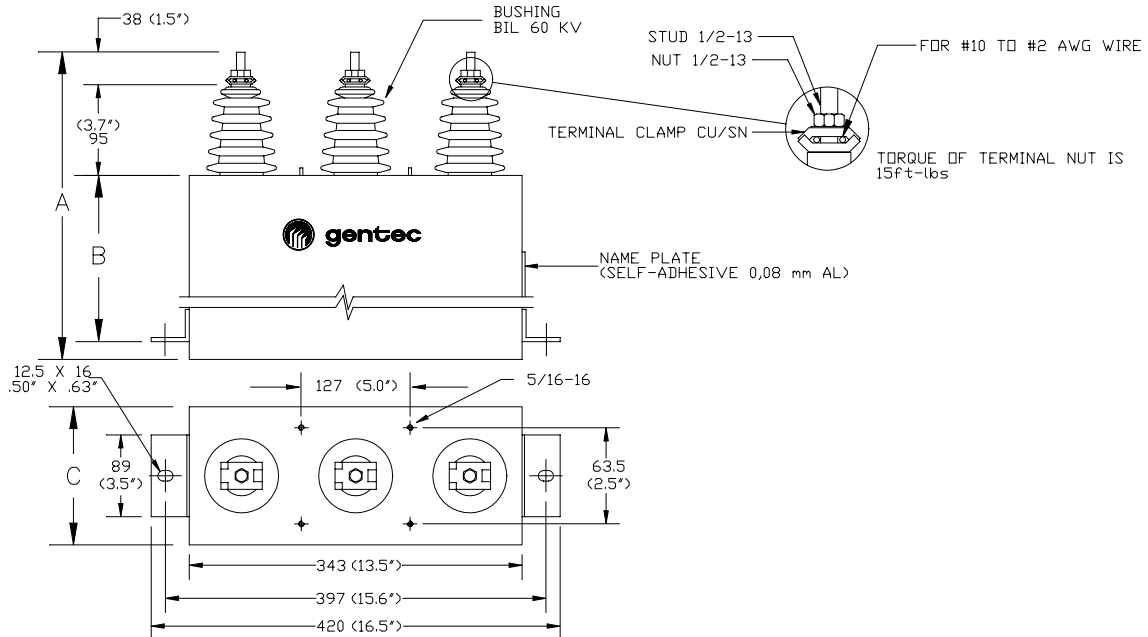 38 (1.5")
BUSHING
BIL 60 KV
STUD 1/2-13
NUT 1/2-13
FOR #10 TO #2 AWG WIRE
TERMINAL CLAMP CU/SN
TORQUE OF TERMINAL NUT IS
15ft-lbs
(3.7")
95
A
B
gentec
NAME PLATE
(SELF-ADHESIVE 0,08 mm AL)
12.5 X 16
.50" X .63"
127 (5.0")
5/16-16
C
89
(3.5")
63.5
(2.5")
343 (13.5")
397 (15.6")
420 (16.5")